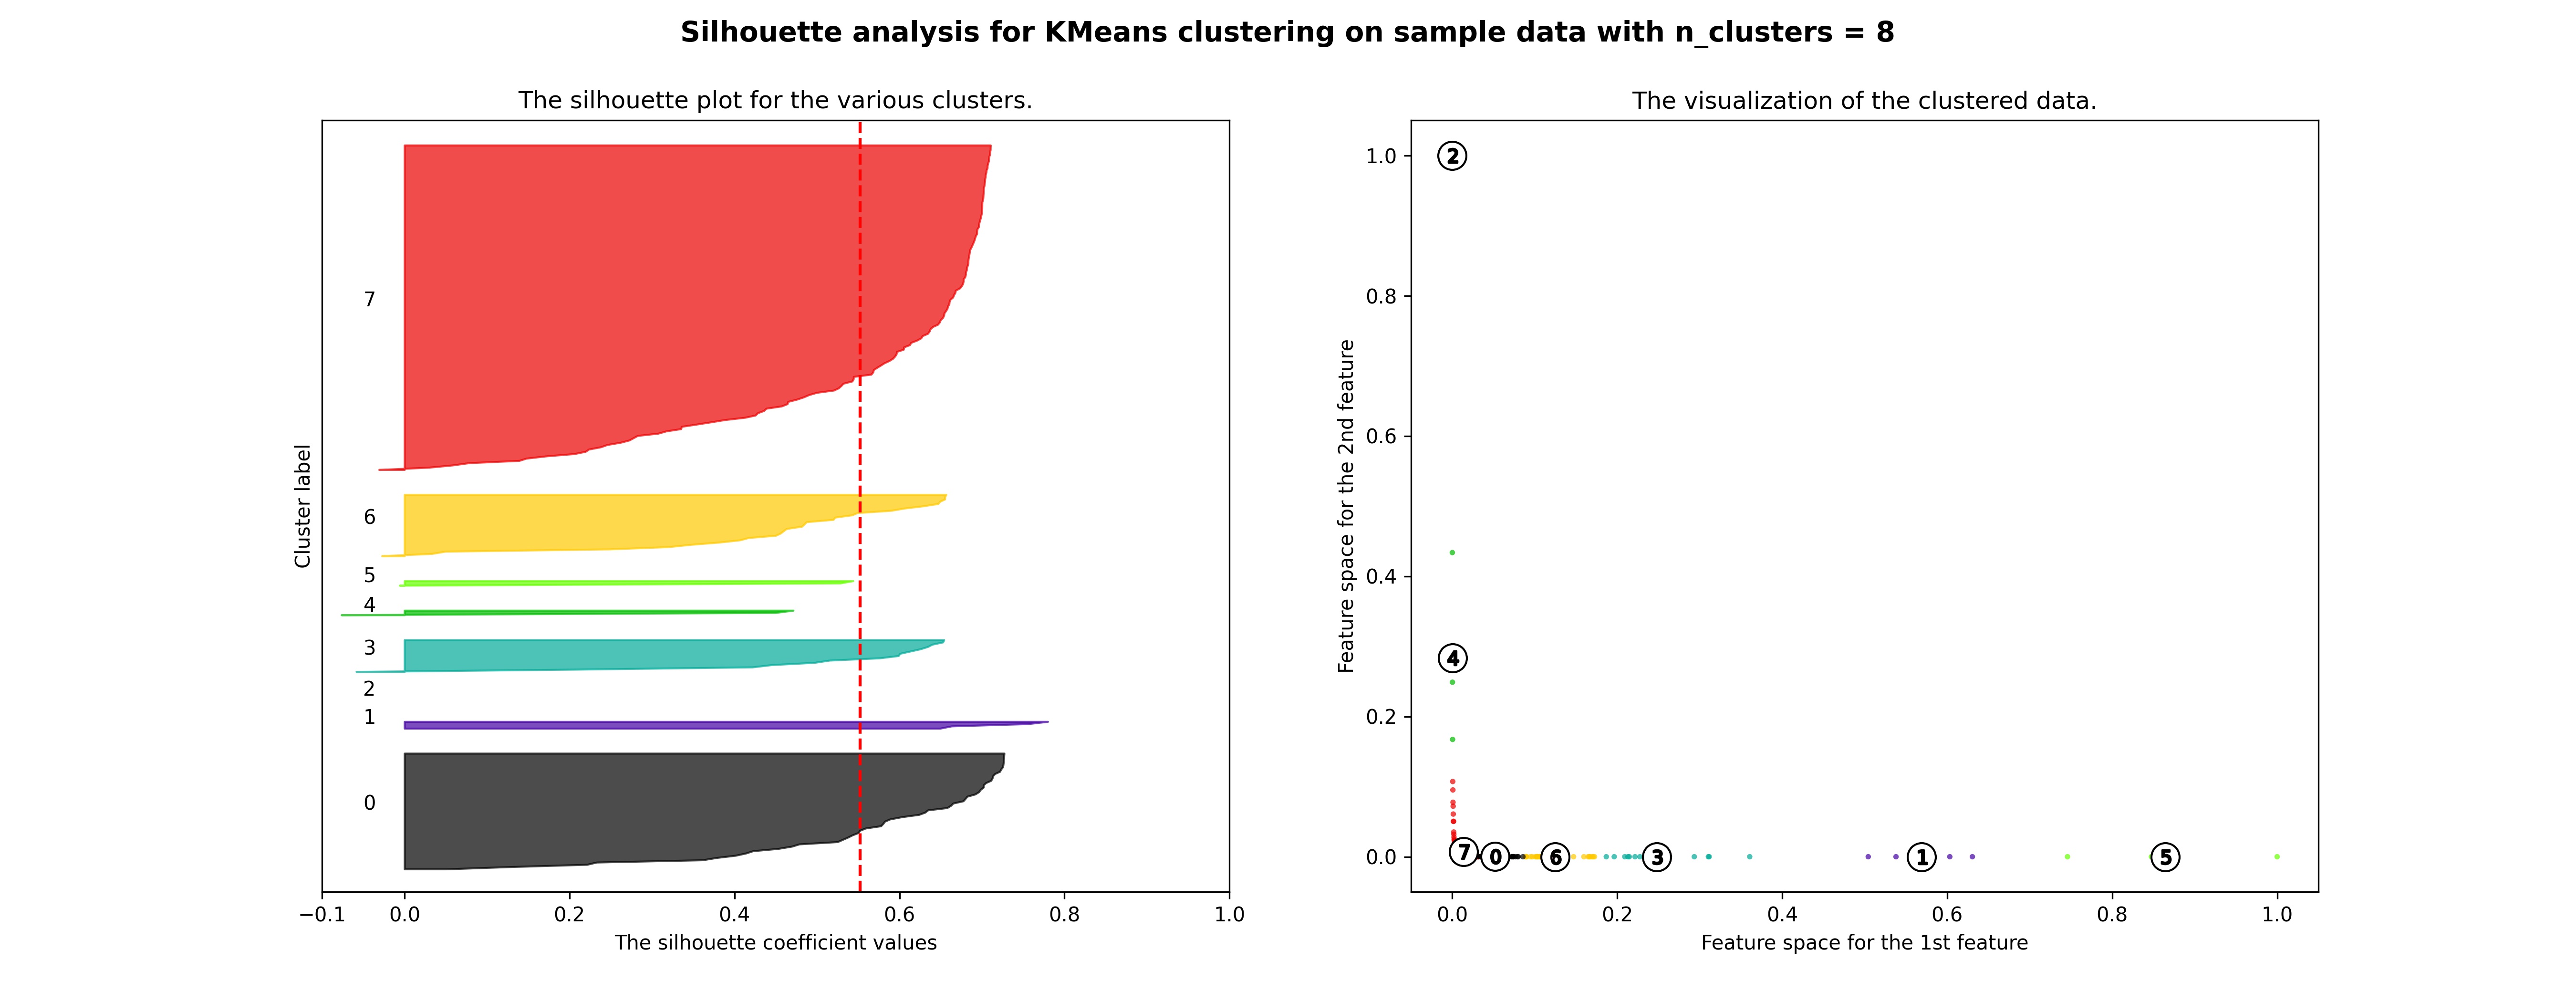 Silhouette analysis for KMeans clustering on sample data with n_clusters = 8
The silhouette plot for the various clusters.
Cluster label
7
6
5
4
3
2
1
0
−0.1 0.0 0.2 0.4 0.6 0.8 1.0
The silhouette coefficient values
The visualization of the clustered data.
Feature space for the 2nd feature
1.0
0.8
0.6
0.4
0.2
0.0
2
4
7 0 6 3 1 5
0.0 0.2 0.4 0.6 0.8 1.0
Feature space for the 1st feature